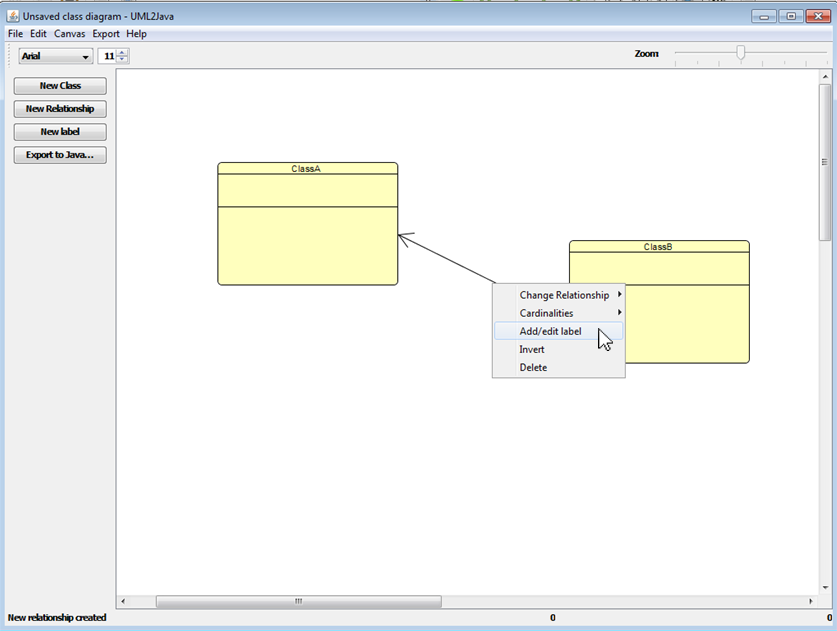 Unsaved class diagram - UML2Java
File Edit Canvas Export Help
Arial 11 Zoom
New Class
New Relationship
New label
Export to Java...
ClassA
ClassB
Change Relationship
Cardinalities
Add/edit label
Invert
Delete
New relationship created 0 0